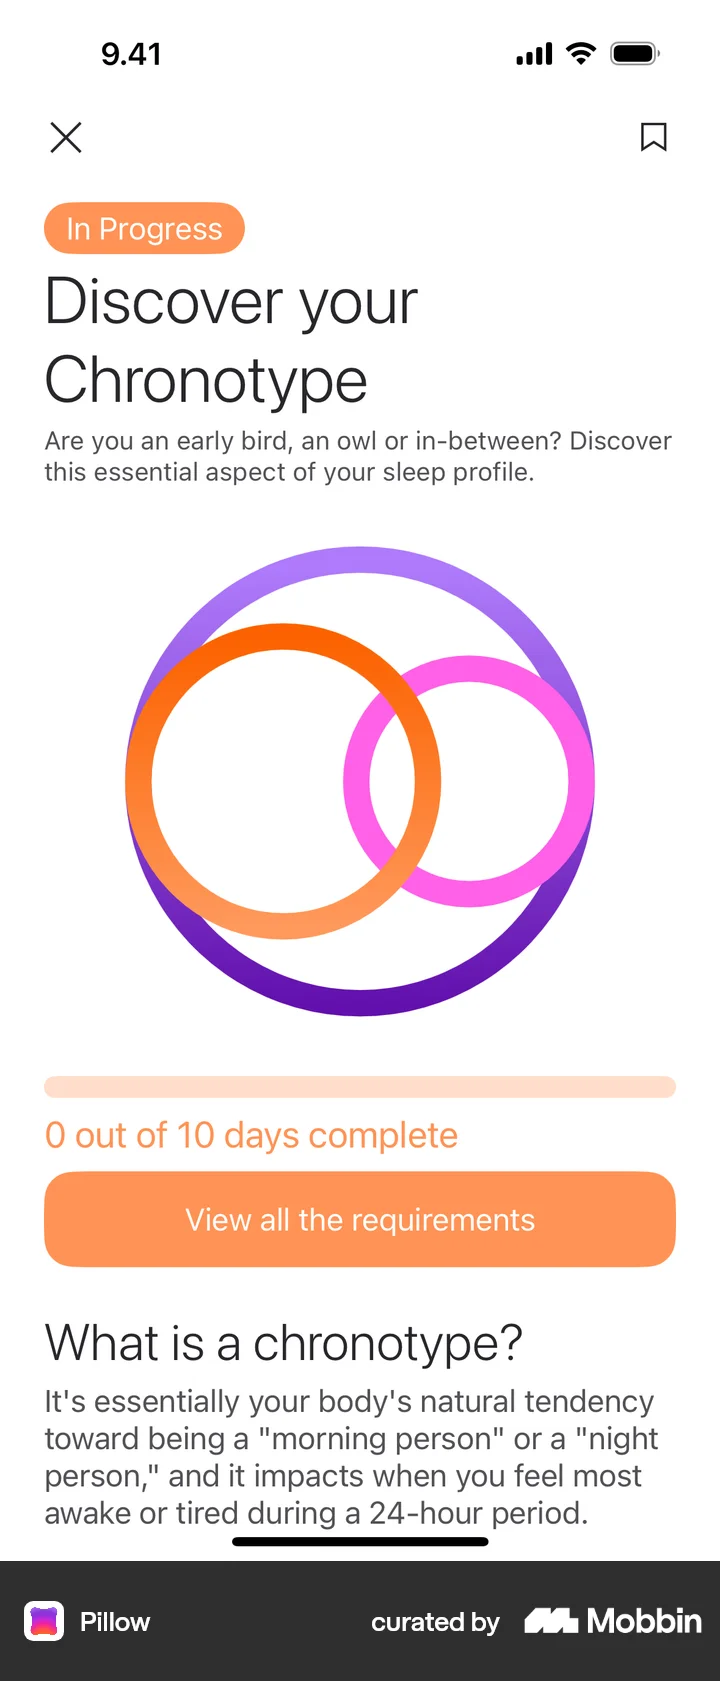 9.41
In Progress
Discover your
Chronotype
Are you an early bird, an owl or in-between? Discover
this essential aspect of your sleep profile.
0 out of 10 days complete
View all the requirements
What is a chronotype?
It's essentially your body's natural tendency
toward being a "morning person" or a "night
person," and it impacts when you feel most
awake or tired during a 24-hour period.
Pillow
curated by Mobbin